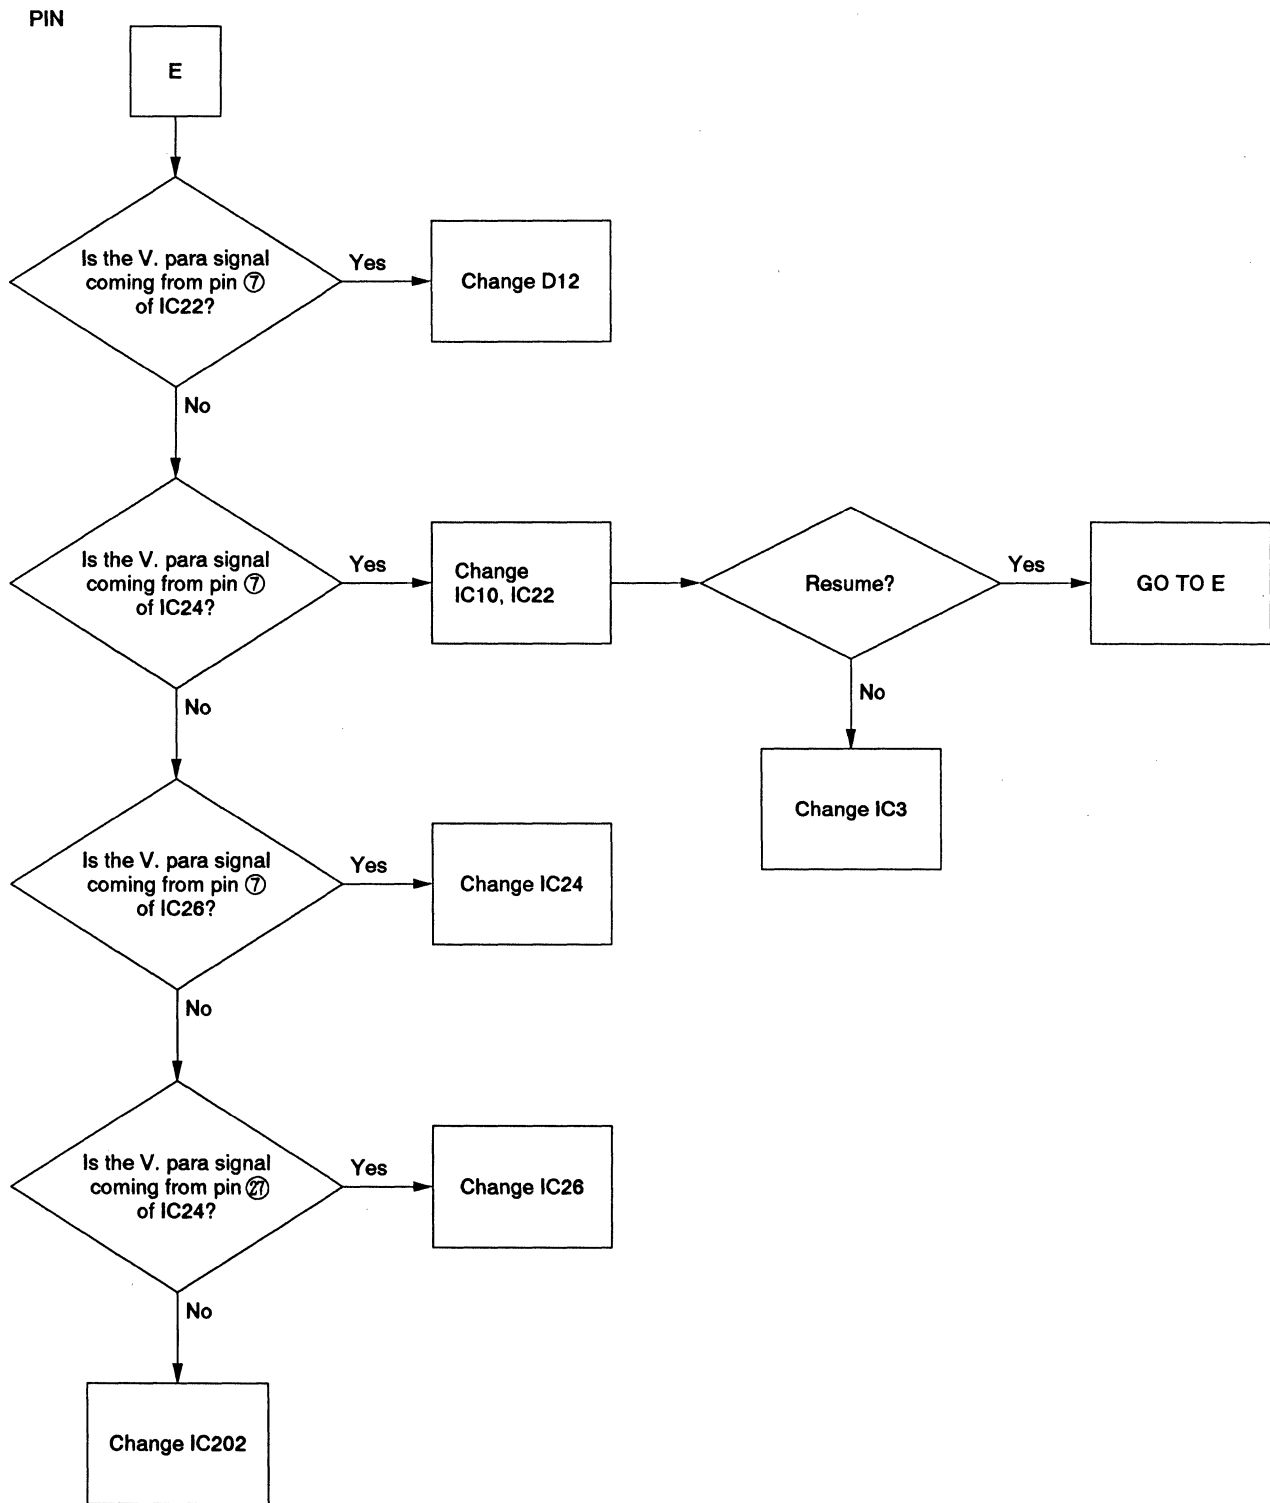 PIN
E
Is the V. para signal
coming from pin ⑦
of IC22?
Yes
Change D12
No
Is the V. para signal
coming from pin ⑦
of IC24?
Yes
Change
IC10, IC22
Resume?
Yes
GO TO E
No
Change IC3
No
Is the V. para signal
coming from pin ⑦
of IC26?
Yes
Change IC24
No
Is the V. para signal
coming from pin ㉗
of IC24?
Yes
Change IC26
No
Change IC202